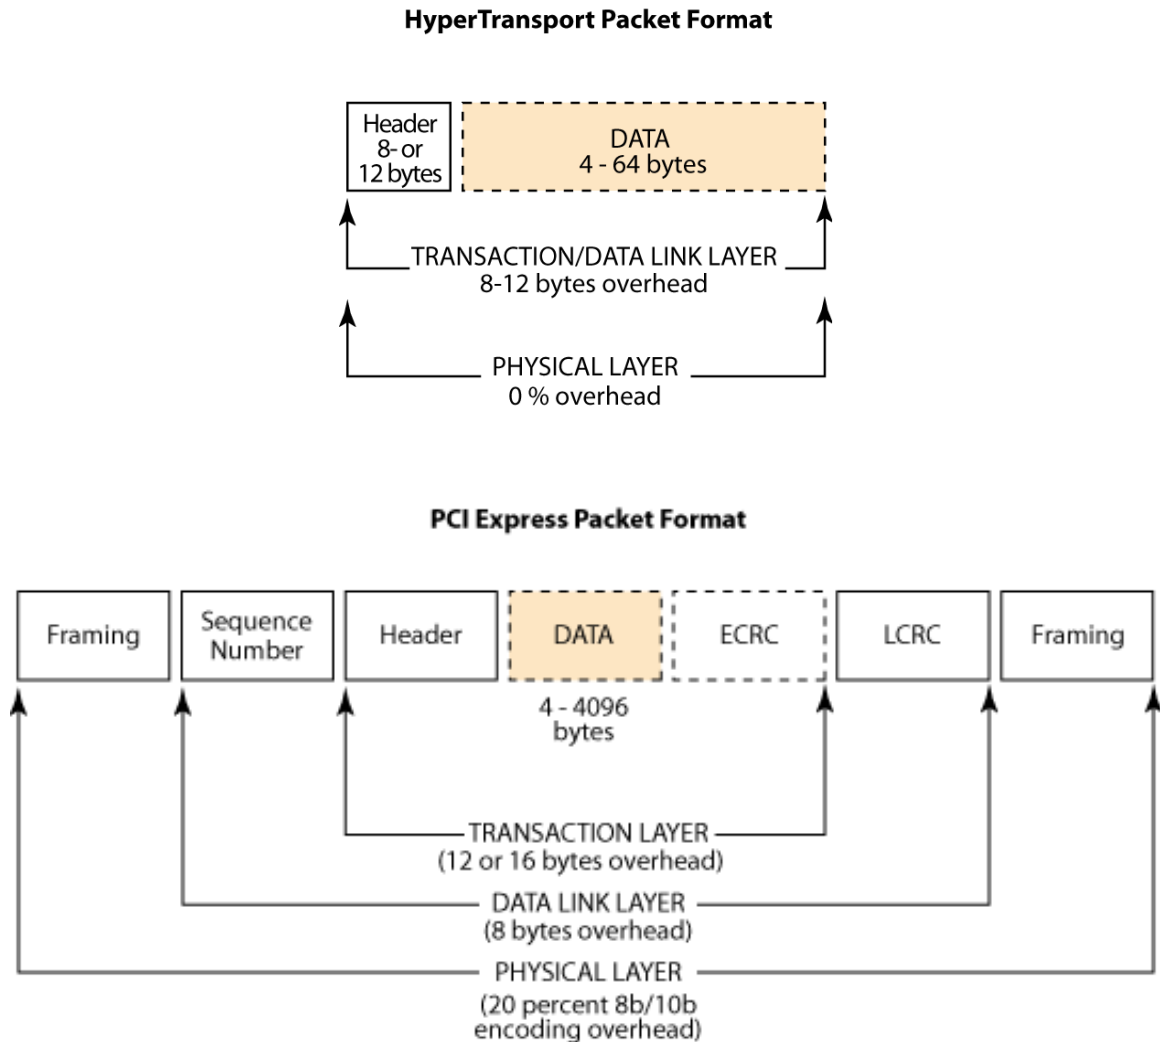 HyperTransport Packet Format
Header
8- or
12 bytes
DATA
4 - 64 bytes
TRANSACTION/DATA LINK LAYER
8-12 bytes overhead
PHYSICAL LAYER
0 % overhead
PCI Express Packet Format
Framing
Sequence
Number
Header
DATA
ECRC
LCRC
Framing
4 - 4096
bytes
TRANSACTION LAYER
(12 or 16 bytes overhead)
DATA LINK LAYER
(8 bytes overhead)
PHYSICAL LAYER
(20 percent 8b/10b
encoding overhead)